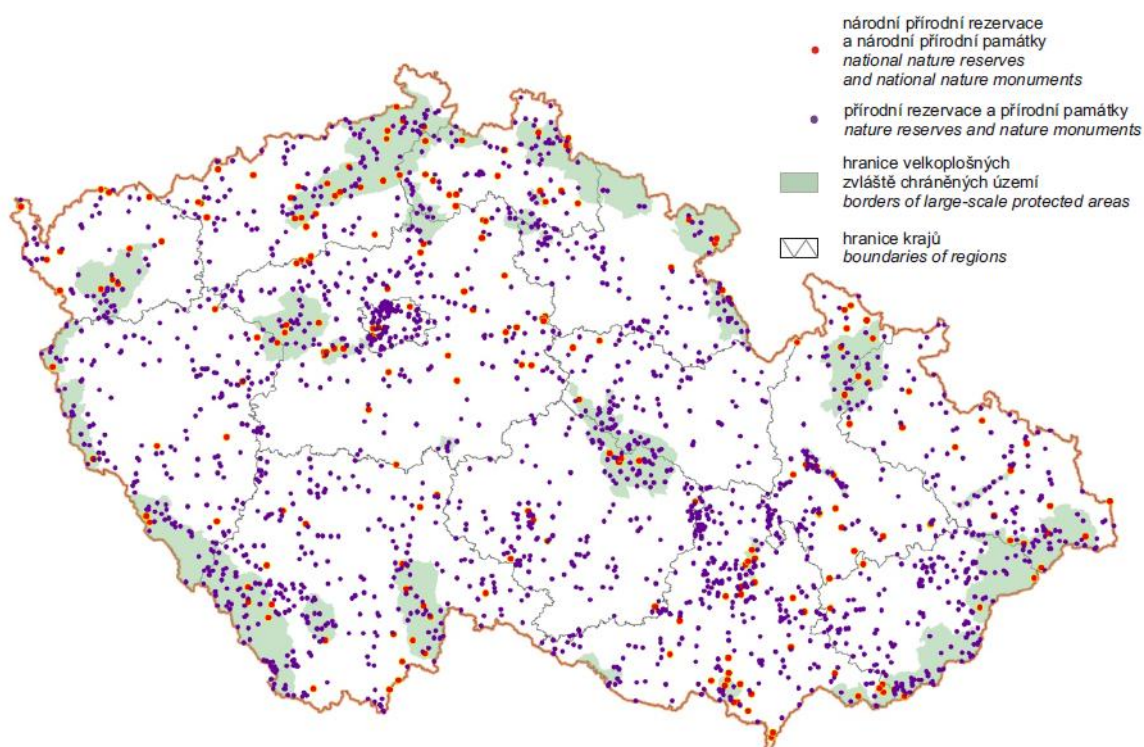 národní přírodní rezervace
a národní přírodní památky
national nature reserves
and national nature monuments
přírodní rezervace a přírodní památky
nature reserves and nature monuments
hranice velkoplošných
zvláště chráněných území
borders of large-scale protected areas
hranice krajů
boundaries of regions